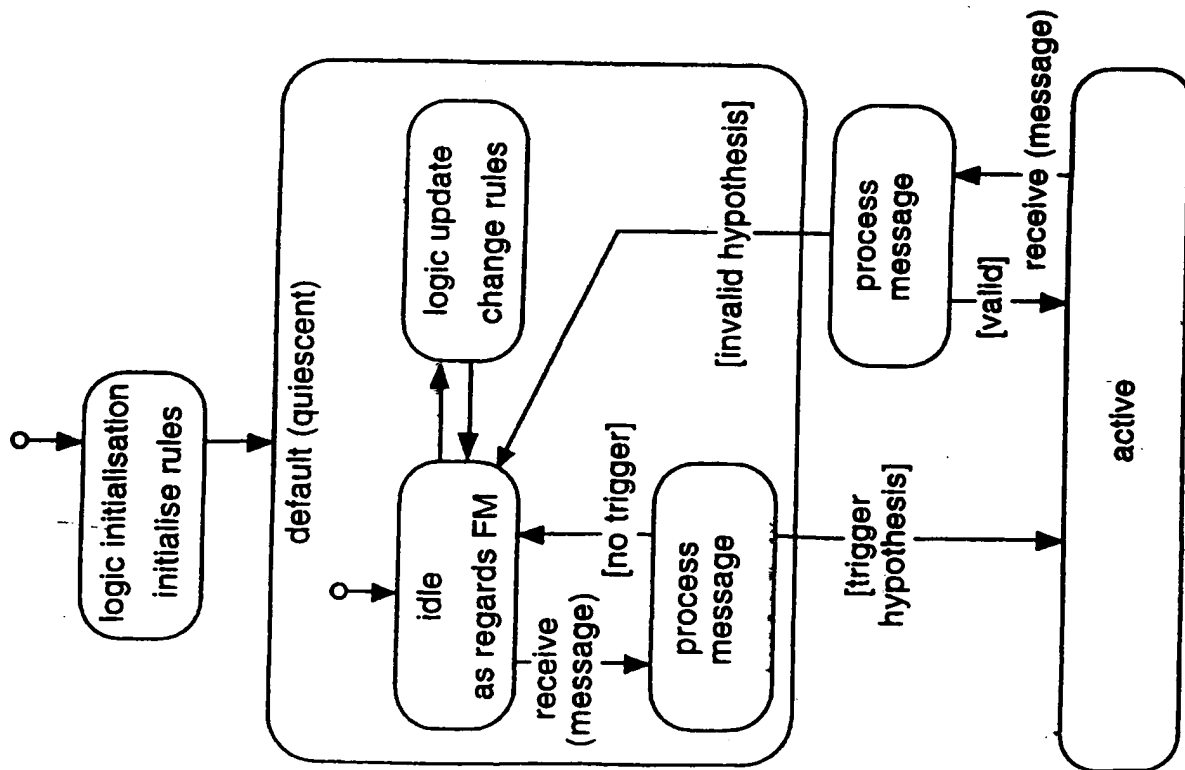 logic initialisation
initialise rules
default (quiescent)
idle
as regards FM
logic update
change rules
receive
(message)
[no trigger]
process
message
[invalid hypothesis]
[trigger
hypothesis]
process
message
[valid]
receive (message)
active